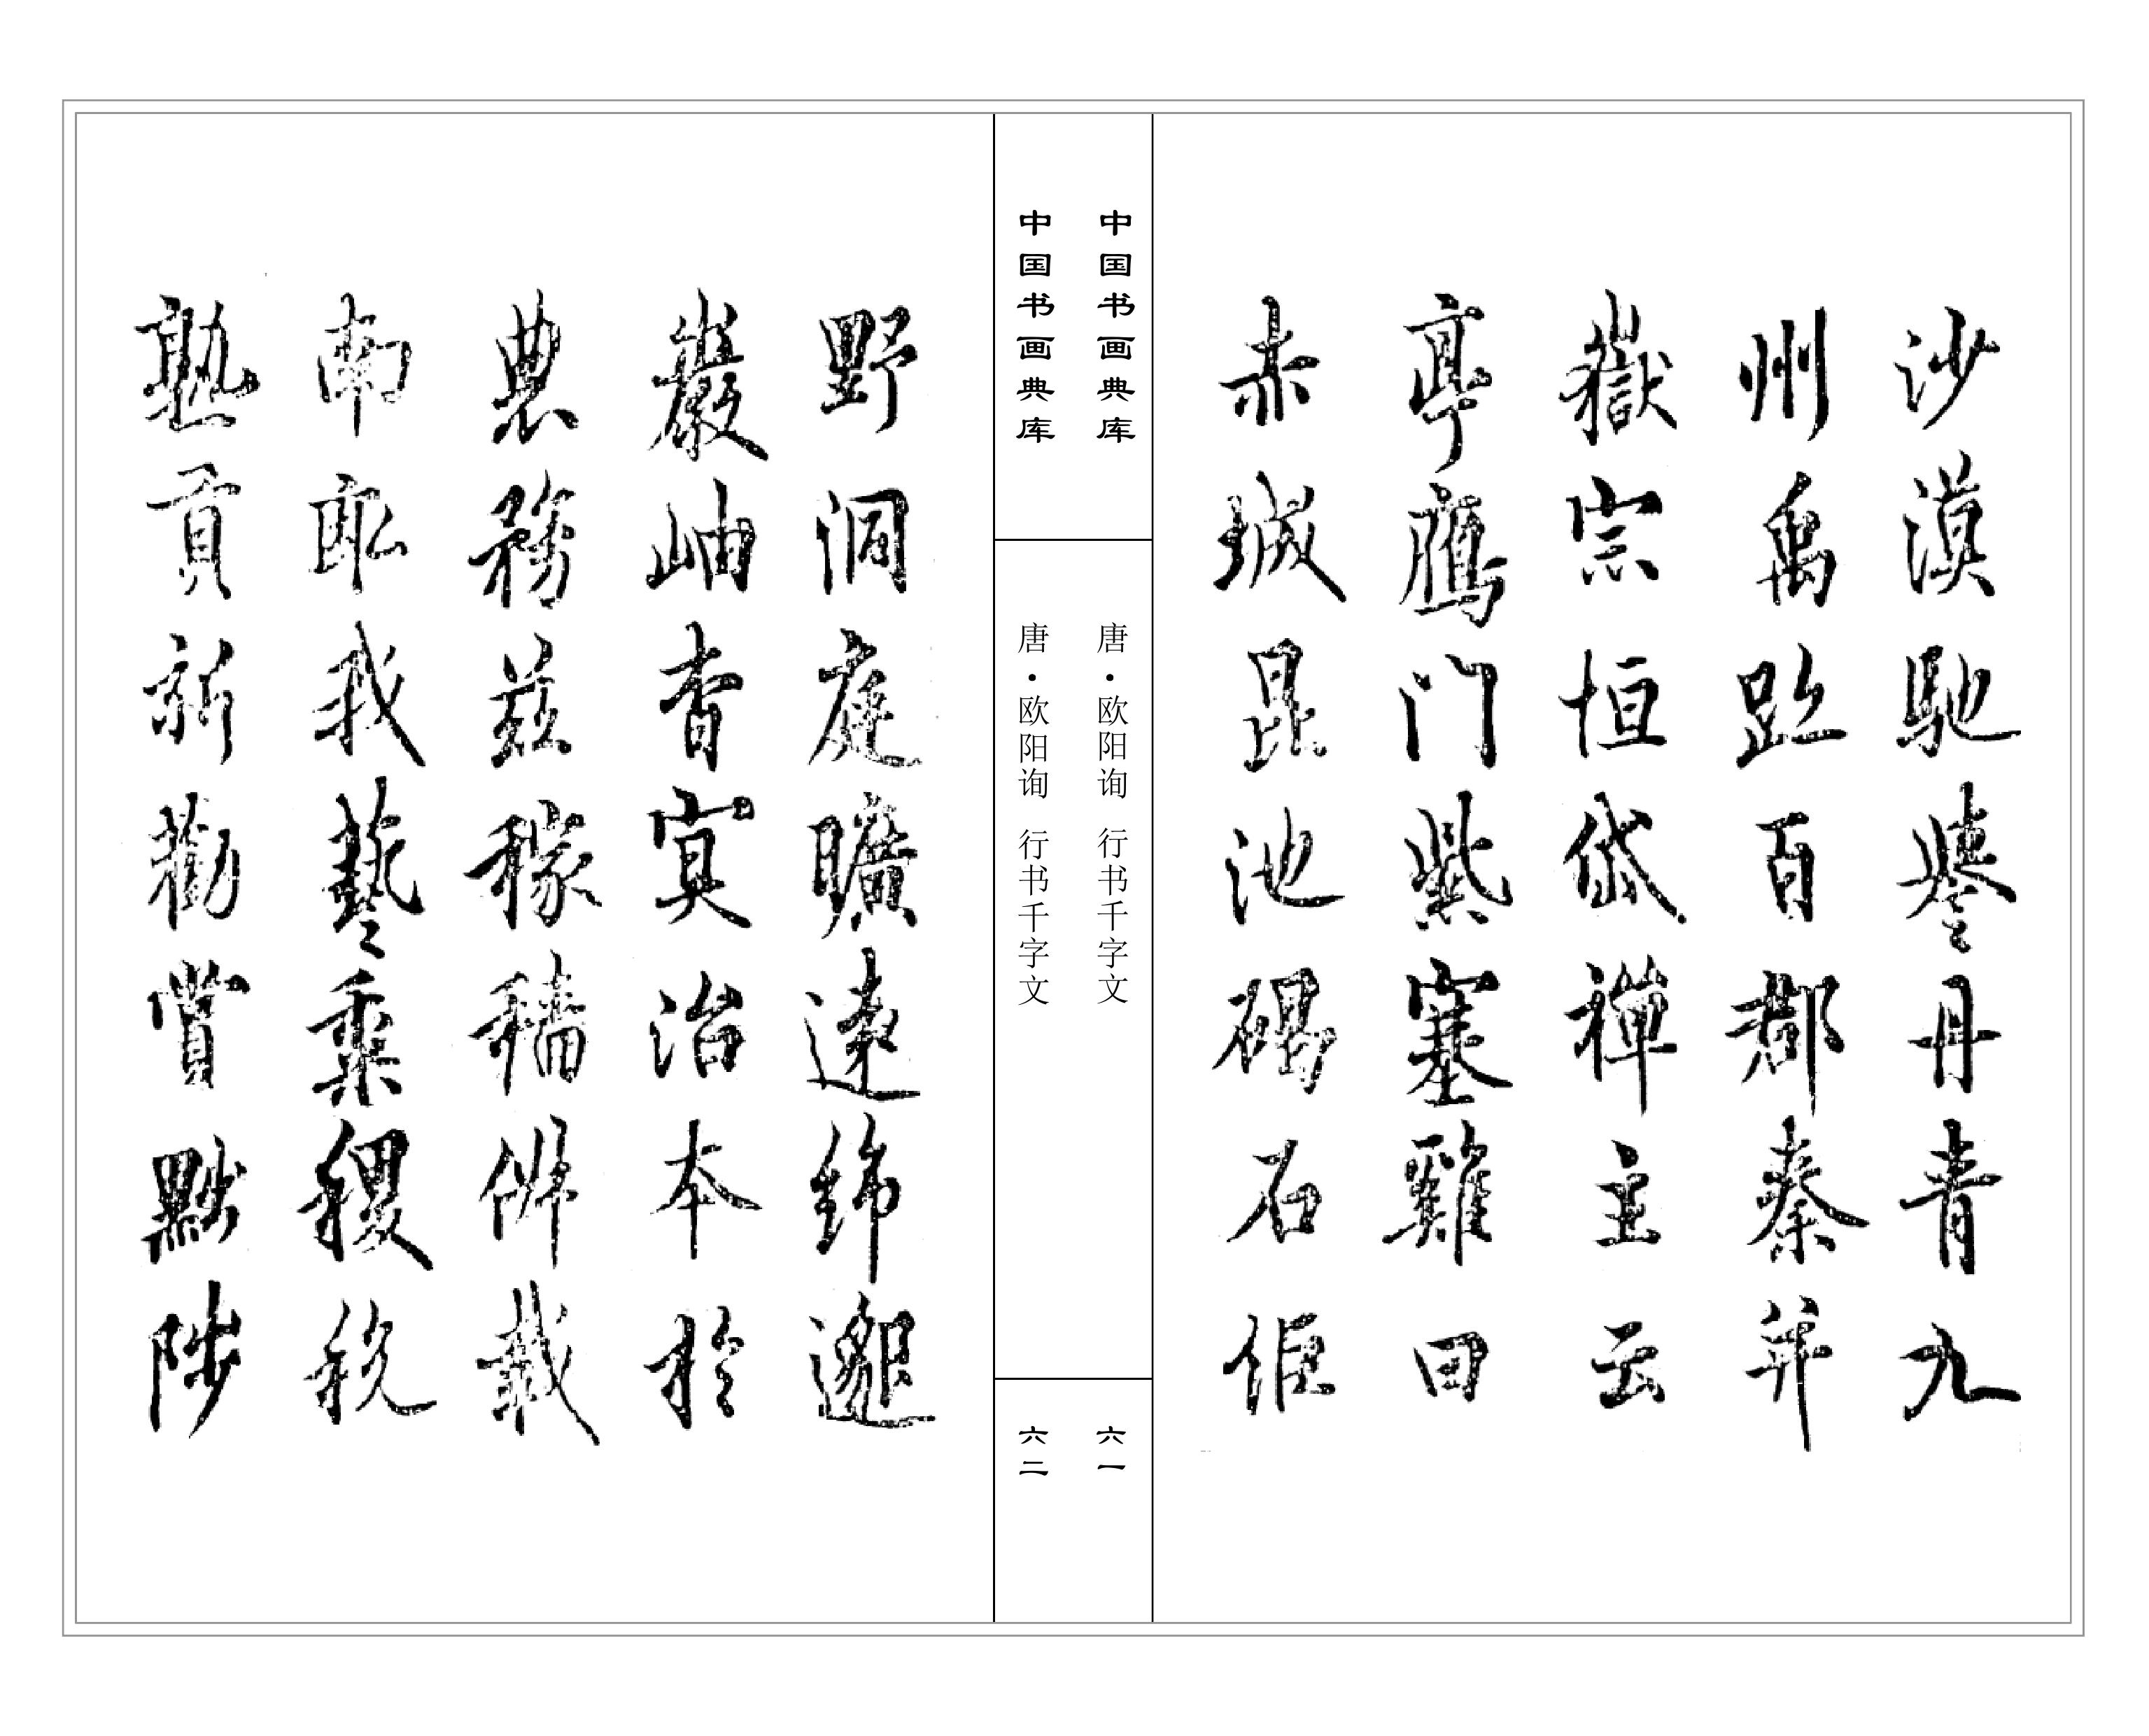 沙漠馳譽丹青九
州禹跡百郡秦并
嶽宗恒岱禪主云
亭鴈門紫塞雞田
赤城昆池碣石鉅
中国书画典库
唐·欧阳询 行书千字文
六一
中国书画典库
唐·欧阳询 行书千字文
六二
野洞庭曠遠綿邈
巖岫杳冥治本於
農務茲稼穡俶載
南畝我藝黍稷稅
熟貢新勸賞黜陟